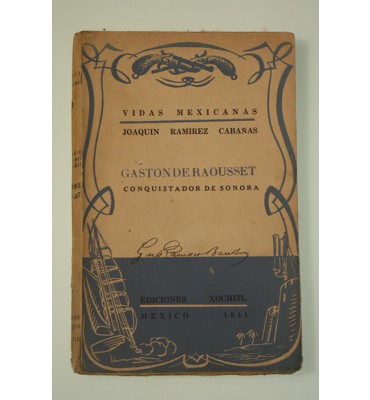 VIDAS MEXICANAS
JOAQUIN RAMIREZ CABAÑAS
GASTON DE RAOUSSET
CONQUISTADOR DE SONORA
EDICIONES XOCHITL
MEXICO 1941